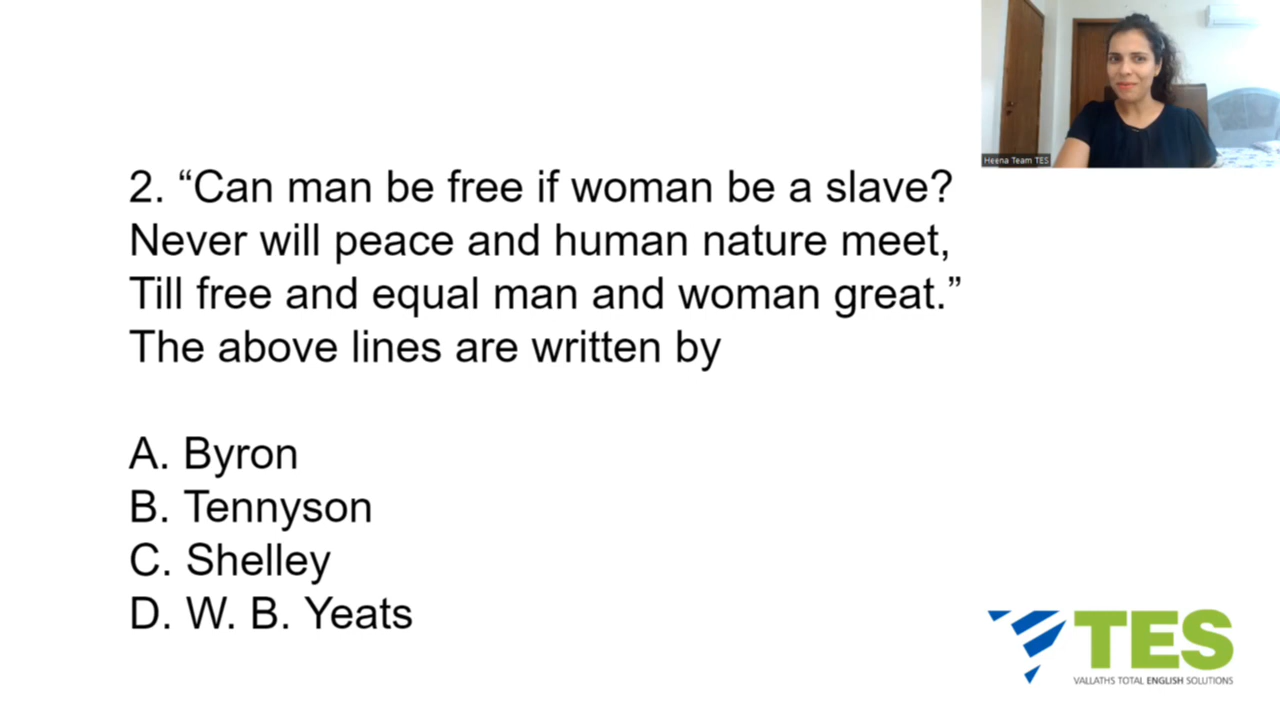 Heena Team TES
2. “Can man be free if woman be a slave?
Never will peace and human nature meet,
Till free and equal man and woman great.”
The above lines are written by
A. Byron
B. Tennyson
C. Shelley
D. W. B. Yeats
TES
VALLATHS TOTAL ENGLISH SOLUTIONS